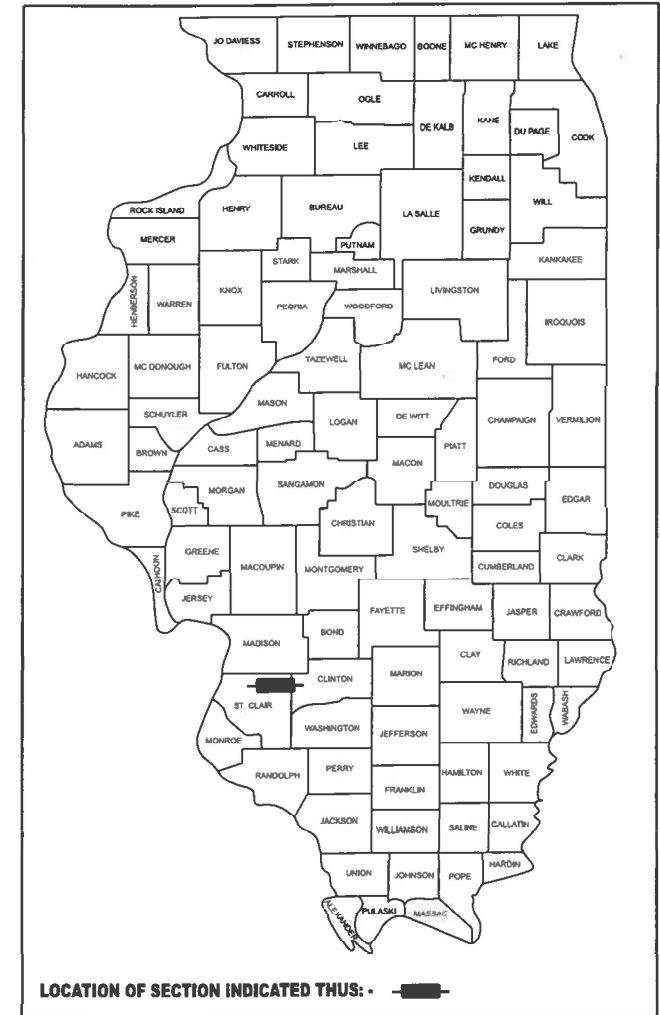 JO DAVIESS STEPHENSON WINNEBAGO BOONE MC HENRY LAKE
CARROLL OGLE DE KALB KANE DU PAGE COOK
WHITESIDE LEE
KENDALL WILL
ROCK ISLAND HENRY BUREAU LA SALLE GRUNDY
MERCER PUTNAM
STARK MARSHALL KANKAKEE
HENDERSON WARREN KNOX PEORIA WOODFORD LIVINGSTON IROQUOIS
HANCOCK MC DONOUGH FULTON TAZEWELL MC LEAN FORD
SCHUYLER MASON LOGAN DE WITT CHAMPAIGN VERMILION
ADAMS BROWN CASS MENARD PIATT
MACON
PIKE SCOTT MORGAN SANGAMON MOULTRIE DOUGLAS EDGAR
CHRISTIAN COLES
CALHOUN GREENE MACOUPIN MONTGOMERY SHELBY CUMBERLAND CLARK
JERSEY FAYETTE EFFINGHAM JASPER CRAWFORD
MADISON BOND
CLAY RICHLAND LAWRENCE
CLINTON MARION
ST. CLAIR WAYNE EDWARDS WABASH
MONROE WASHINGTON JEFFERSON
RANDOLPH PERRY HAMILTON WHITE
FRANKLIN
JACKSON WILLIAMSON SALINE GALLATIN
UNION JOHNSON POPE HARDIN
ALEXANDER PULASKI MASSAC
LOCATION OF SECTION INDICATED THUS: -